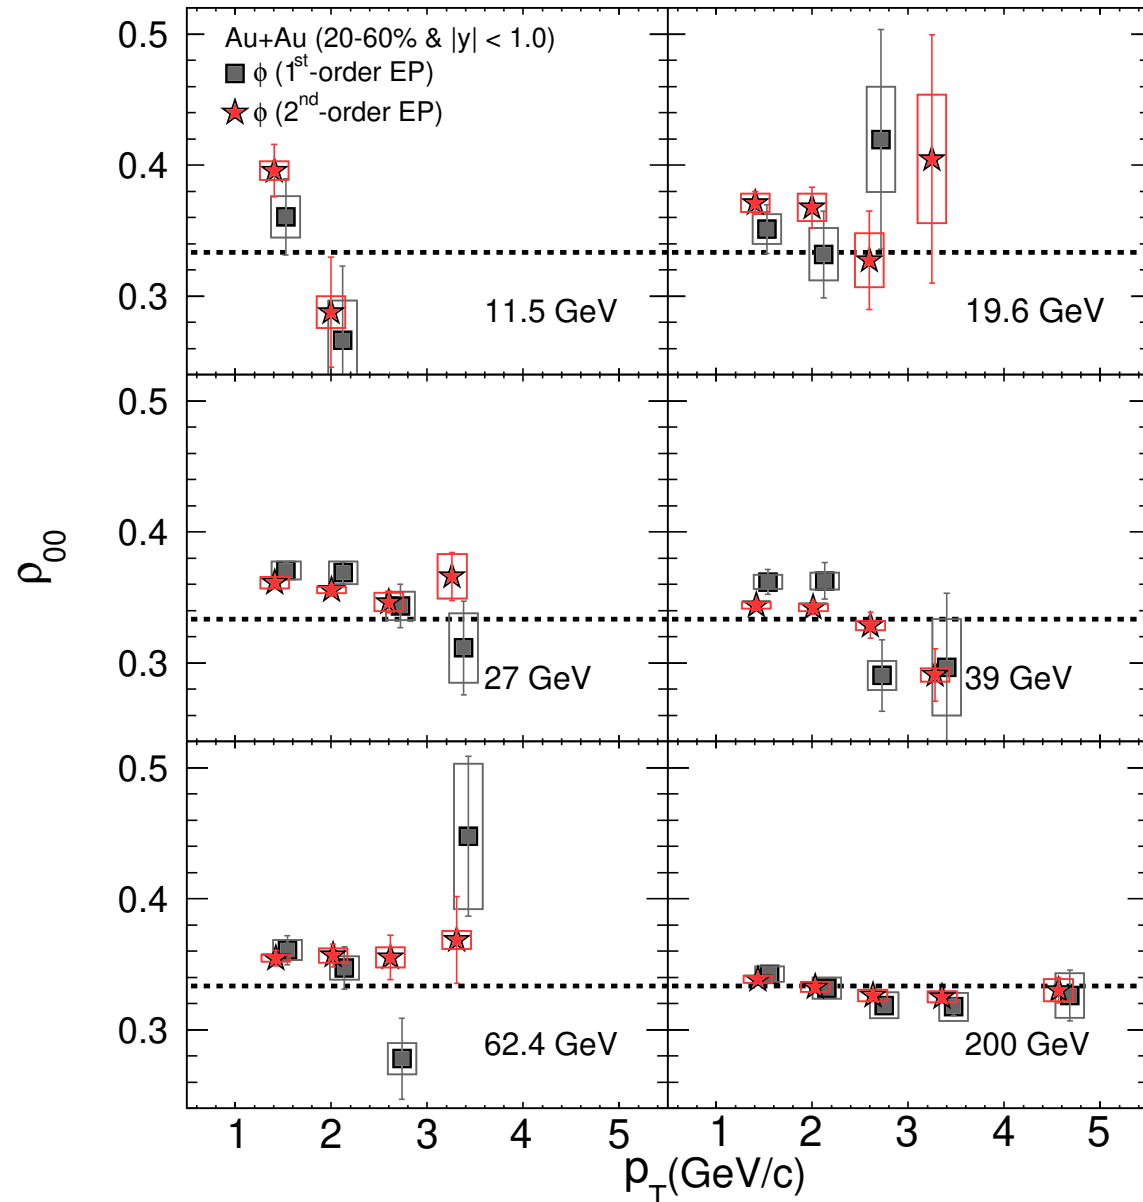 Au+Au (20-60% & |y| < 1.0)
ϕ (1st-order EP)
ϕ (2nd-order EP)
0.5
0.4
0.3
11.5 GeV
19.6 GeV
0.5
0.4
0.3
27 GeV
39 GeV
ρ00
0.5
0.4
0.3
62.4 GeV
200 GeV
1 2 3 4 5 1 2 3 4 5
pT(GeV/c)